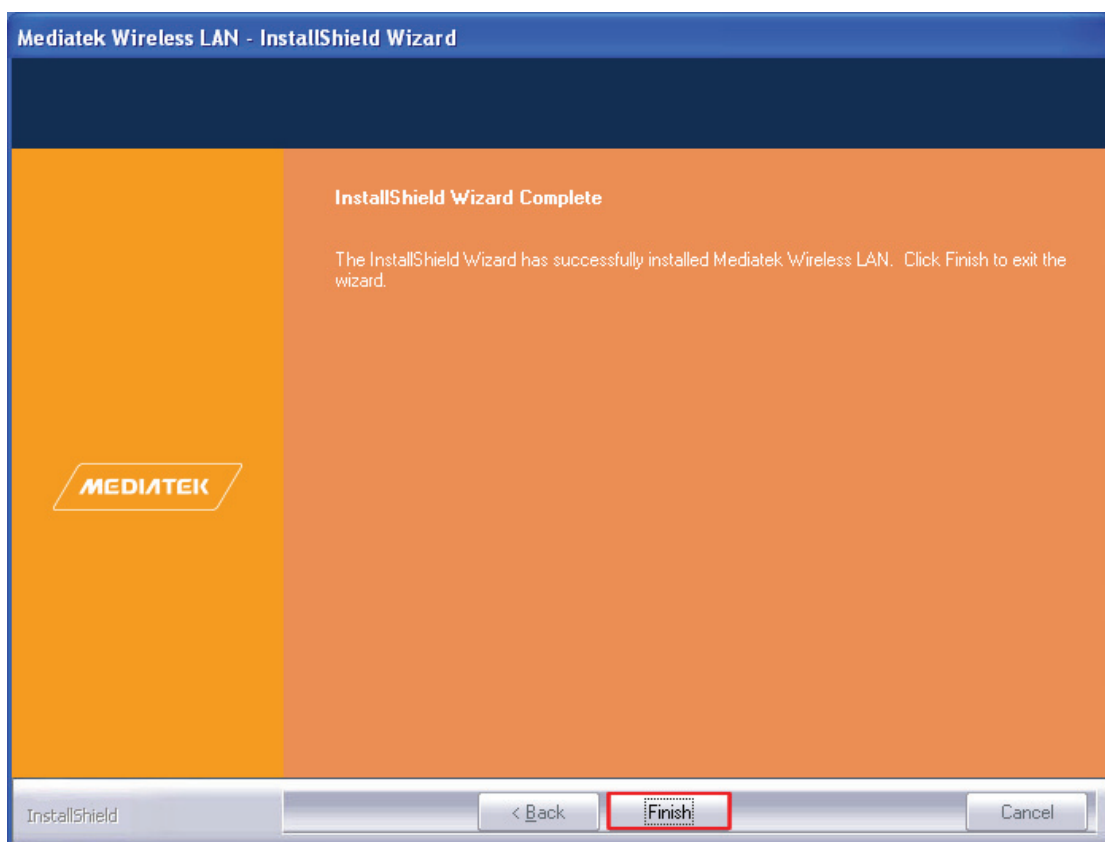 Mediatek Wireless LAN - InstallShield Wizard
InstallShield Wizard Complete
The InstallShield Wizard has successfully installed Mediatek Wireless LAN. Click Finish to exit the
wizard.
MEDIATEK
InstallShield
< Back
Finish
Cancel